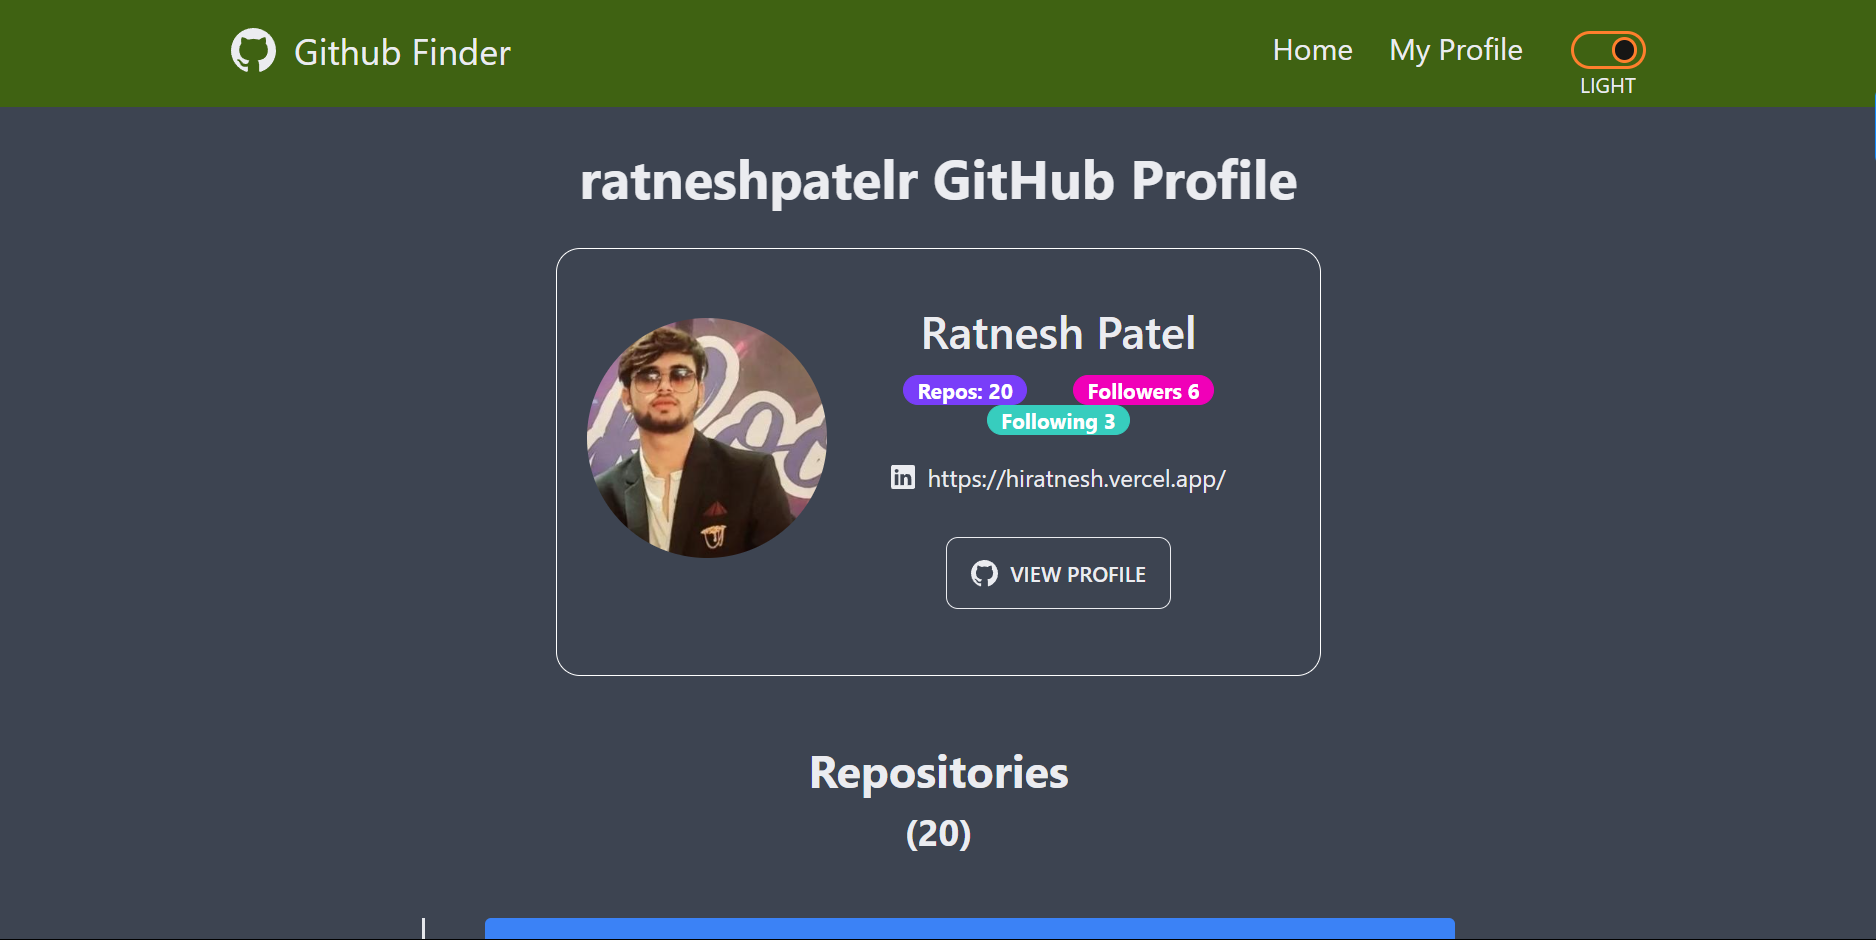 Github Finder
Home
My Profile
LIGHT
ratneshpatelr GitHub Profile
Ratnesh Patel
Repos: 20
Followers 6
Following 3
https://hiratnesh.vercel.app/
VIEW PROFILE
Repositories
(20)